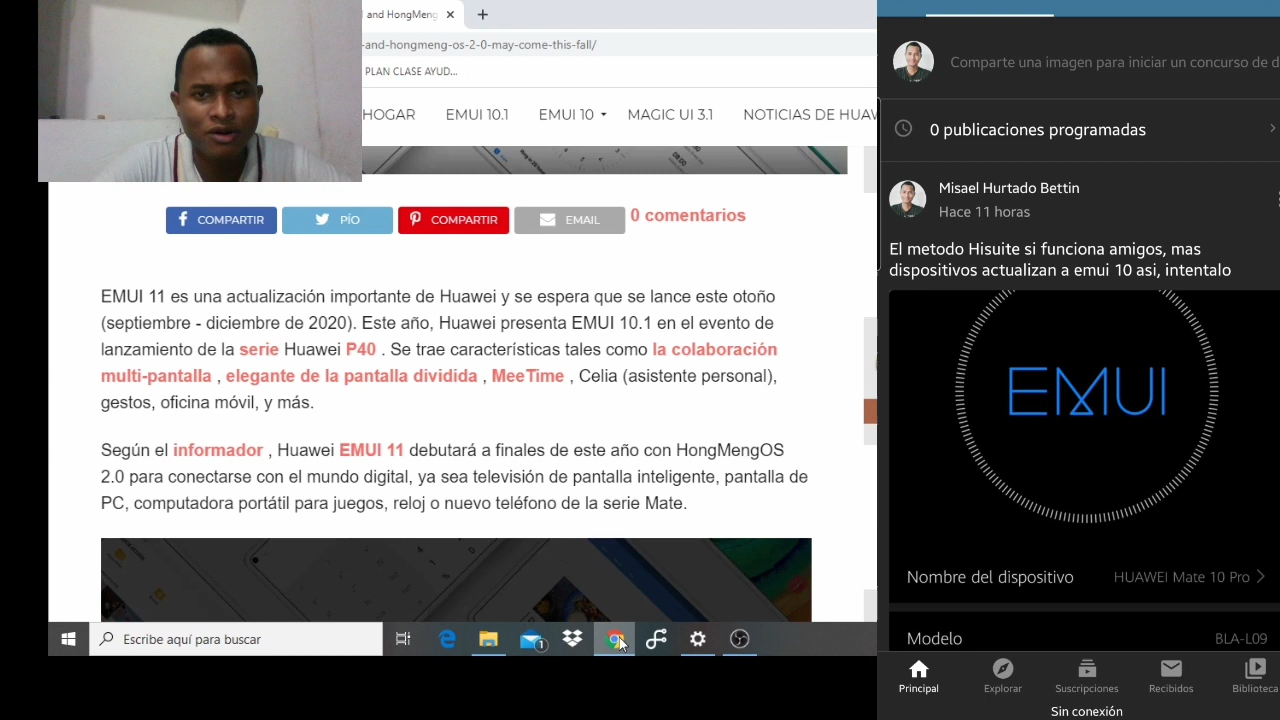 l and HongMeng
-and-hongmeng-os-2-0-may-come-this-fall/
PLAN CLASE AYUD...
HOGAR EMUI 10.1 EMUI 10 MAGIC UI 3.1 NOTICIAS DE HUAW
COMPARTIR PÍO COMPARTIR EMAIL 0 comentarios
EMUI 11 es una actualización importante de Huawei y se espera que se lance este otoño
(septiembre - diciembre de 2020). Este año, Huawei presenta EMUI 10.1 en el evento de
lanzamiento de la serie Huawei P40 . Se trae características tales como la colaboración
multi-pantalla , elegante de la pantalla dividida , MeeTime , Celia (asistente personal),
gestos, oficina móvil, y más.
Según el informador , Huawei EMUI 11 debutará a finales de este año con HongMengOS
2.0 para conectarse con el mundo digital, ya sea televisión de pantalla inteligente, pantalla de
PC, computadora portátil para juegos, reloj o nuevo teléfono de la serie Mate.
Escribe aquí para buscar
1
Comparte una imagen para iniciar un concurso de d
0 publicaciones programadas
Misael Hurtado Bettin
Hace 11 horas
El metodo Hisuite si funciona amigos, mas
dispositivos actualizan a emui 10 asi, intentalo
EMUI
Nombre del dispositivo HUAWEI Mate 10 Pro
Modelo BLA-L09
Principal Explorar Suscripciones Recibidos Biblioteca
Sin conexión